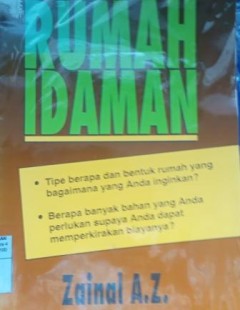 RUMAH
IDAMAN
• Tipe berapa dan bentuk rumah yang
bagaimana yang Anda inginkan?
• Berapa banyak bahan yang Anda
perlukan supaya Anda dapat
memperkirakan biayanya?
Zainal A.Z.